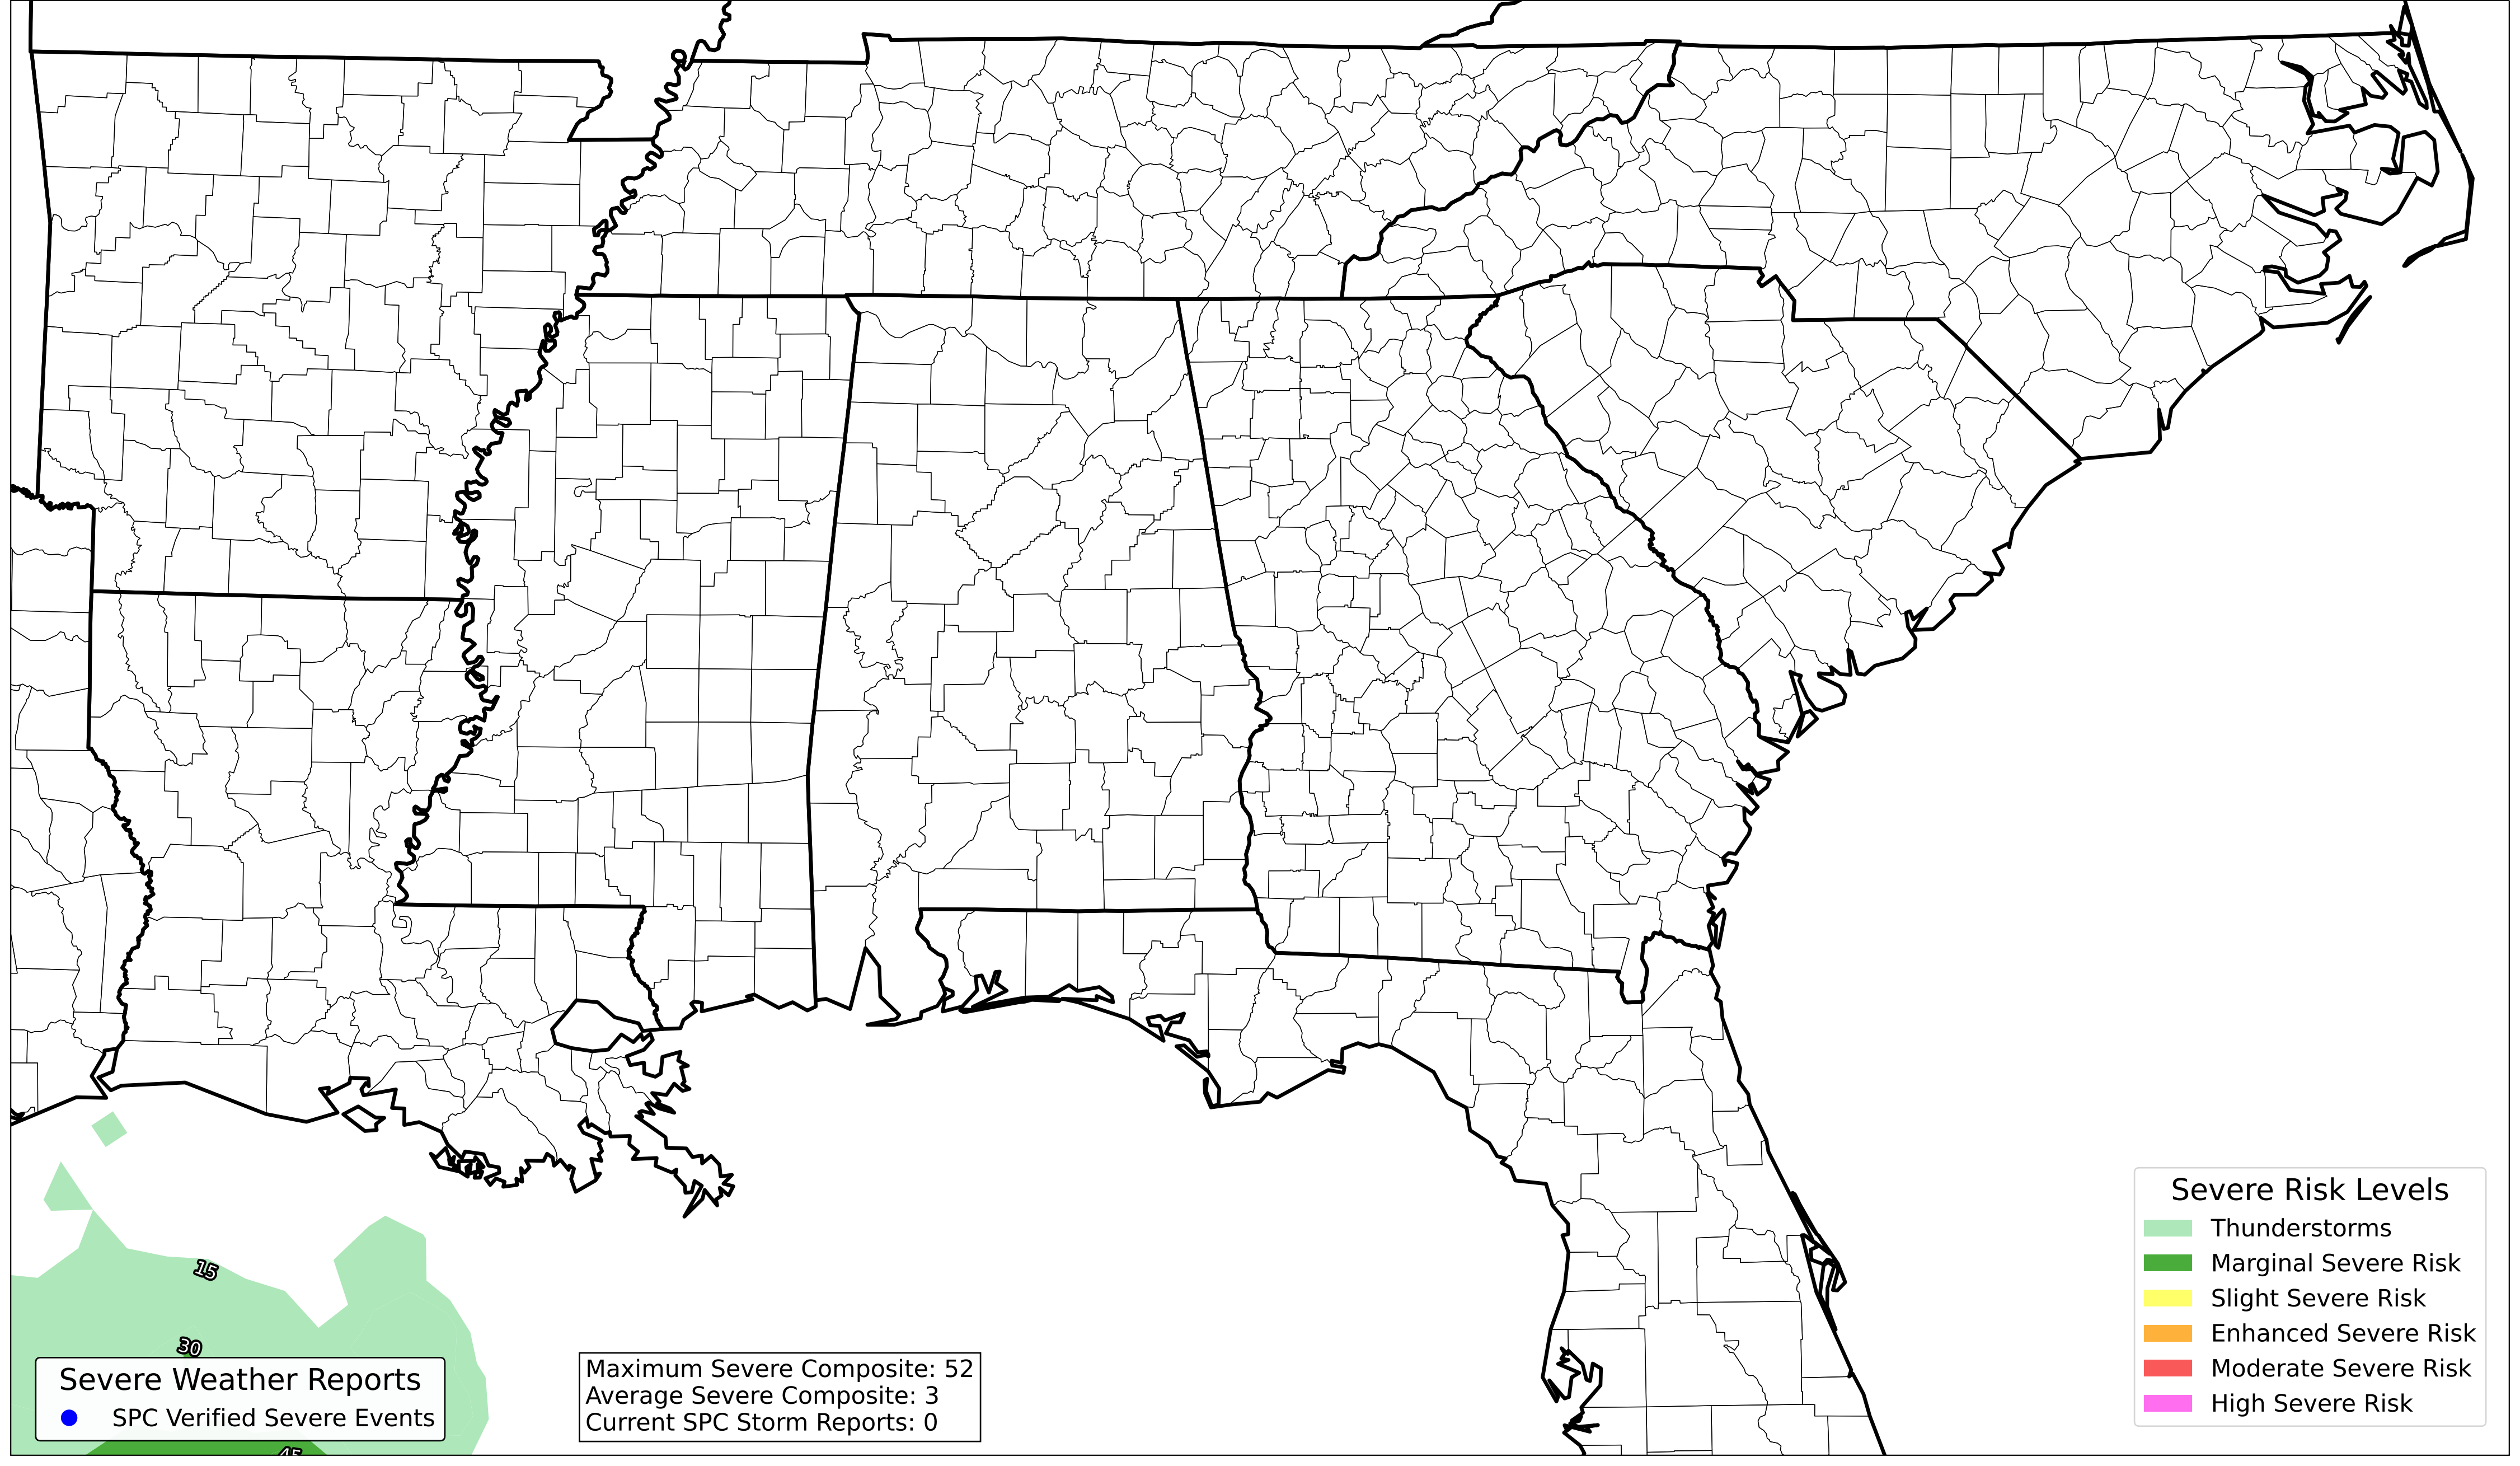 15
30
45
Severe Weather Reports
SPC Verified Severe Events
Maximum Severe Composite: 52
Average Severe Composite: 3
Current SPC Storm Reports: 0
Severe Risk Levels
Thunderstorms
Marginal Severe Risk
Slight Severe Risk
Enhanced Severe Risk
Moderate Severe Risk
High Severe Risk